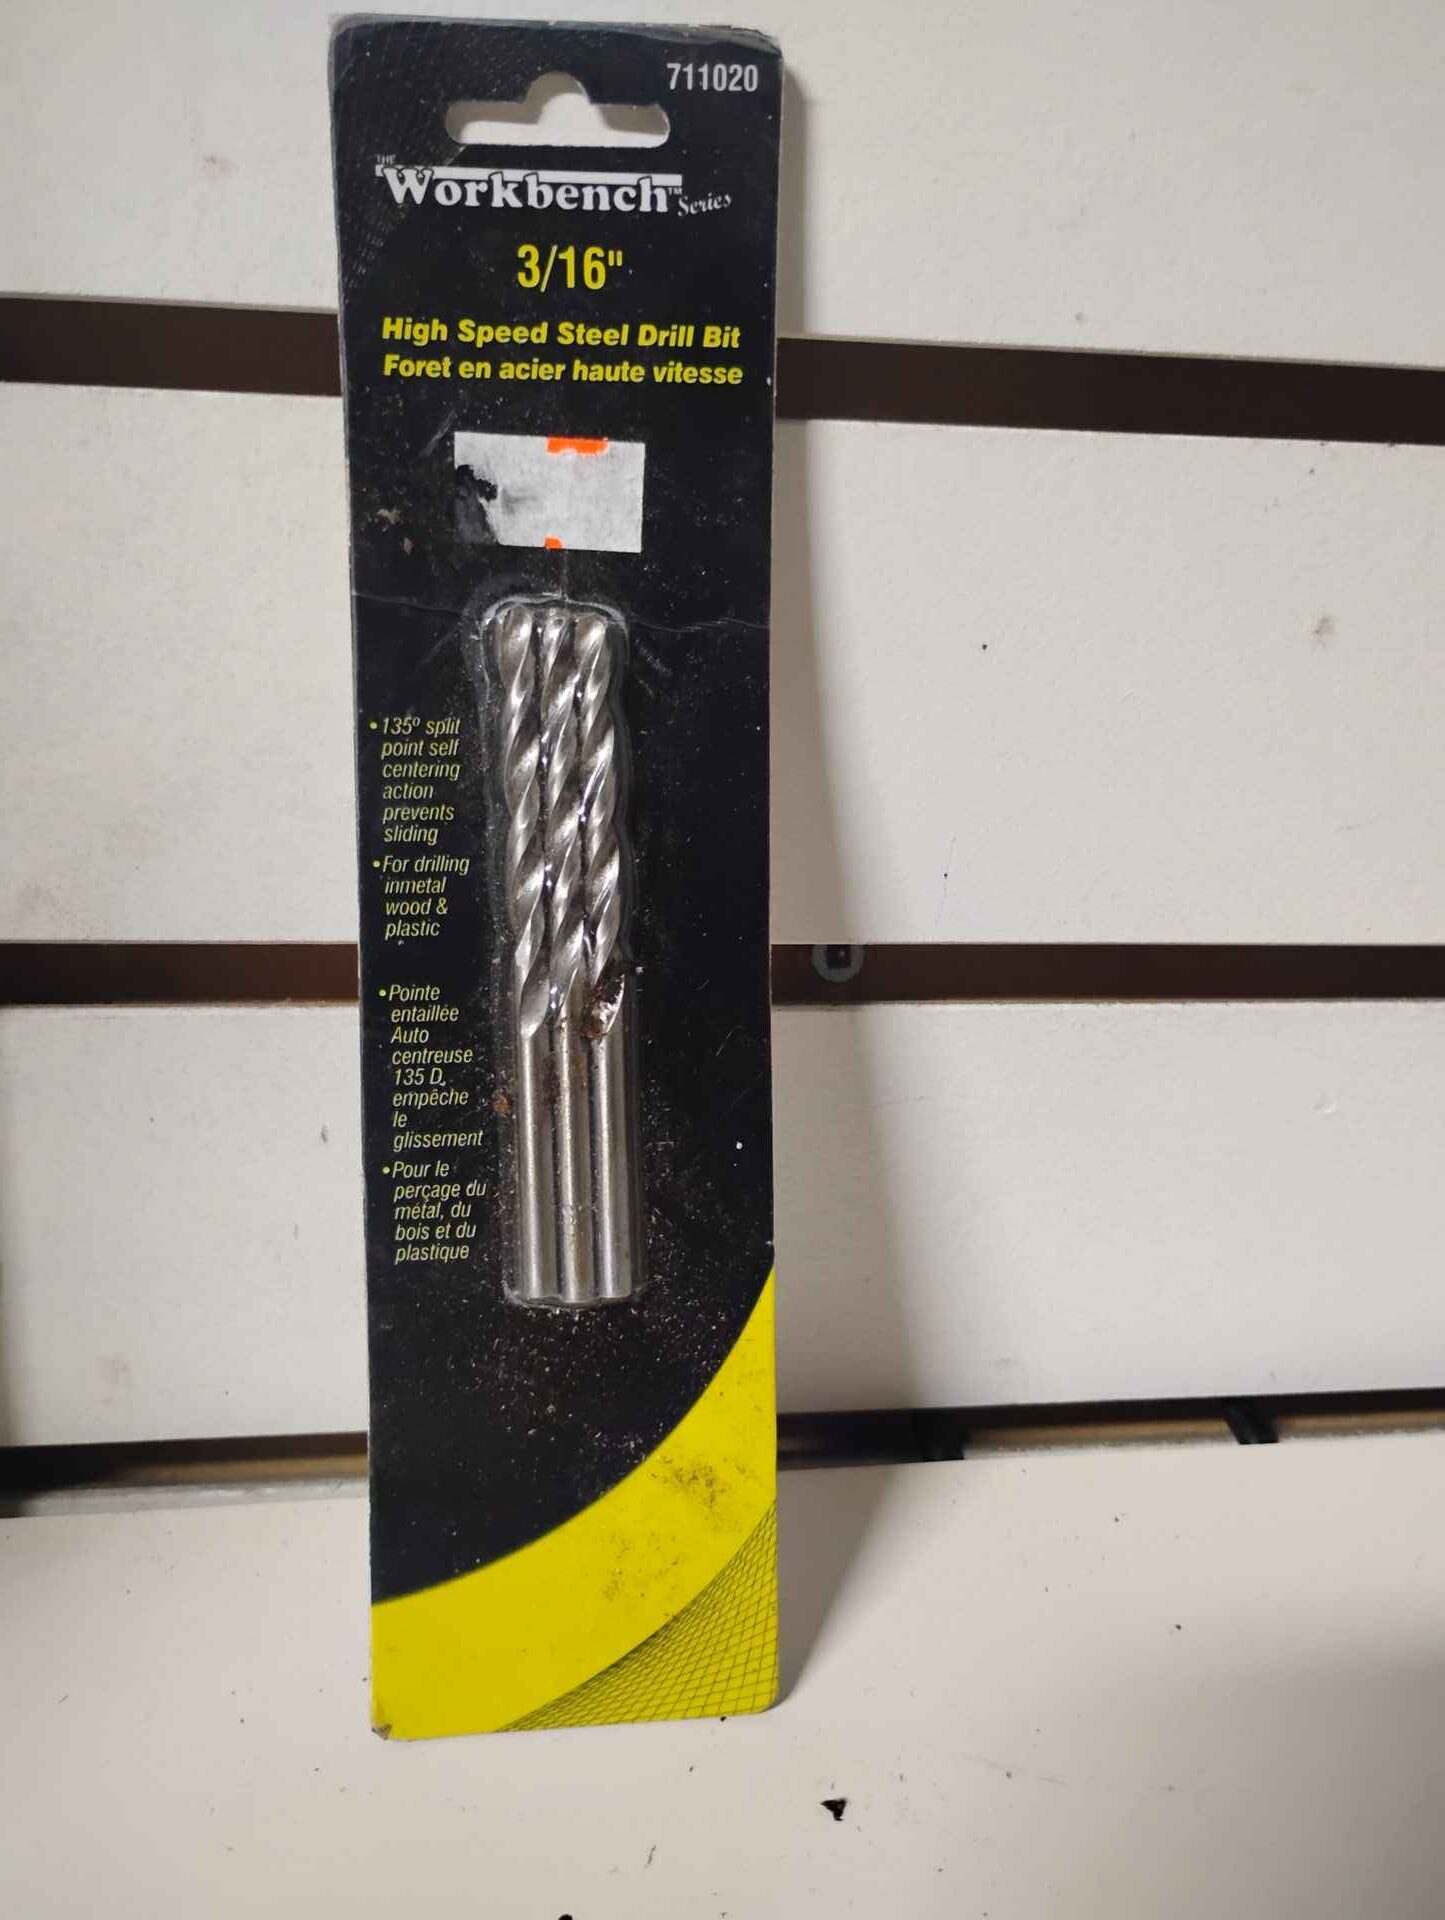 711020
THE
Workbench™ Series
3/16"
High Speed Steel Drill Bit
Foret en acier haute vitesse
•135º split
point self
centering
action
prevents
sliding
•For drilling
inmetal
wood &
plastic
•Pointe
entaillée
Auto
centreuse
135 D,
empêche
le
glissement
•Pour le
perçage du
métal, du
bois et du
plastique